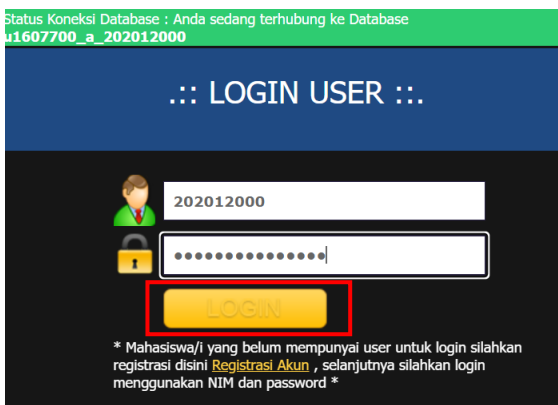 Status Koneksi Database : Anda sedang terhubung ke Database
u1607700_a_202012000
.:: LOGIN USER ::.
202012000
LOGIN
* Mahasiswa/i yang belum mempunyai user untuk login silahkan
registrasi disini Registrasi Akun , selanjutnya silahkan login
menggunakan NIM dan password *